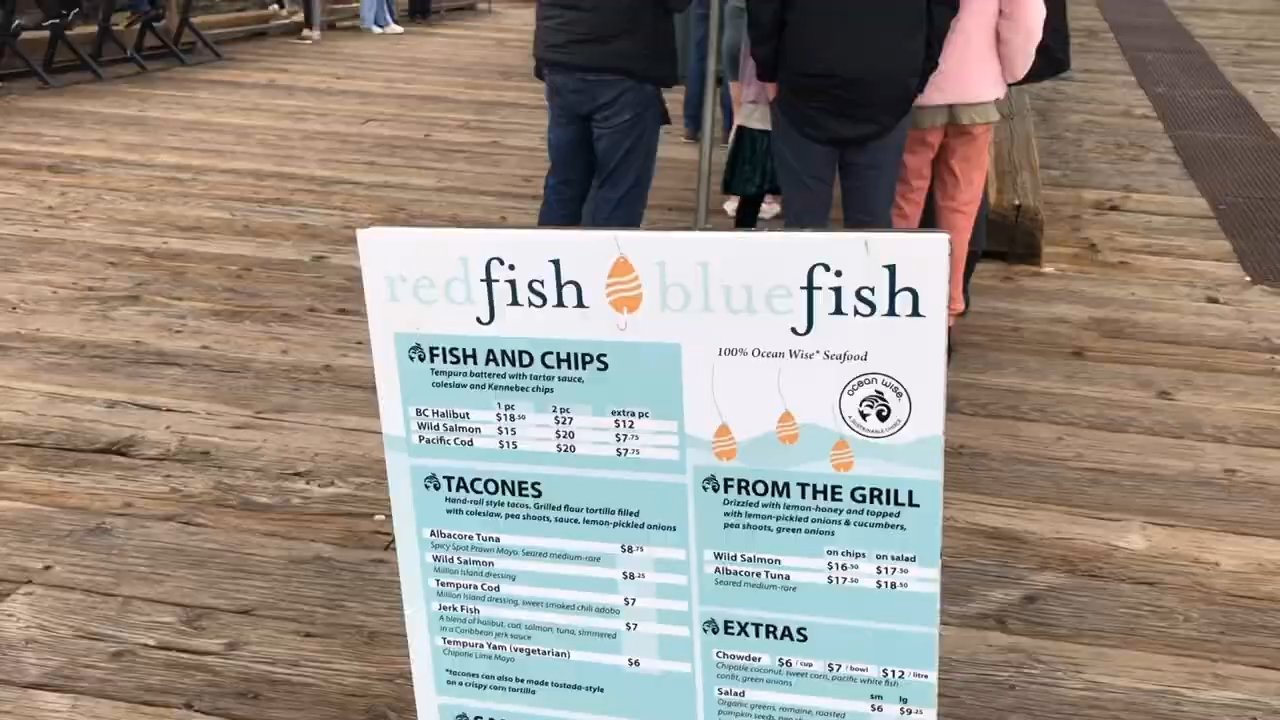 redfish bluefish
FISH AND CHIPS
Tempura battered with tartar sauce,
coleslaw and Kennebec chips
1 pc 2 pc extra pc
BC Halibut $18.50 $27 $12
Wild Salmon $15 $20 $7.75
Pacific Cod $15 $20 $7.75
100% Ocean Wise* Seafood
ocean wise.
A SUSTAINABLE CHOICE
TACONES
Hand-roll style tacos. Grilled flour tortilla filled
with coleslaw, pea shoots, sauce, lemon-pickled onions
Albacore Tuna $8.75
Spicy Spot Prawn Mayo. Seared medium-rare
Wild Salmon $8.25
Million Island dressing
Tempura Cod $7
Million Island dressing, sweet smoked chili adobo
Jerk Fish $7
A blend of halibut, cod, salmon, tuna, simmered
in a Caribbean jerk sauce
Tempura Yam (vegetarian) $6
Chipotle Lime Mayo
*tacones can also be made tostada-style
on a crispy corn tortilla
FROM THE GRILL
Drizzled with lemon-honey and topped
with lemon-pickled onions & cucumbers,
pea shoots, green onions
on chips on salad
Wild Salmon $16.50 $17.50
Albacore Tuna $17.50 $18.50
Seared medium-rare
EXTRAS
Chowder $6 / cup $7 / bowl $12 / litre
Chipotle coconut, sweet corn, pacific white fish
confit, green onions
sm lg
Salad $6 $9.25
Organic greens, romaine, roasted
pumpkin seeds,